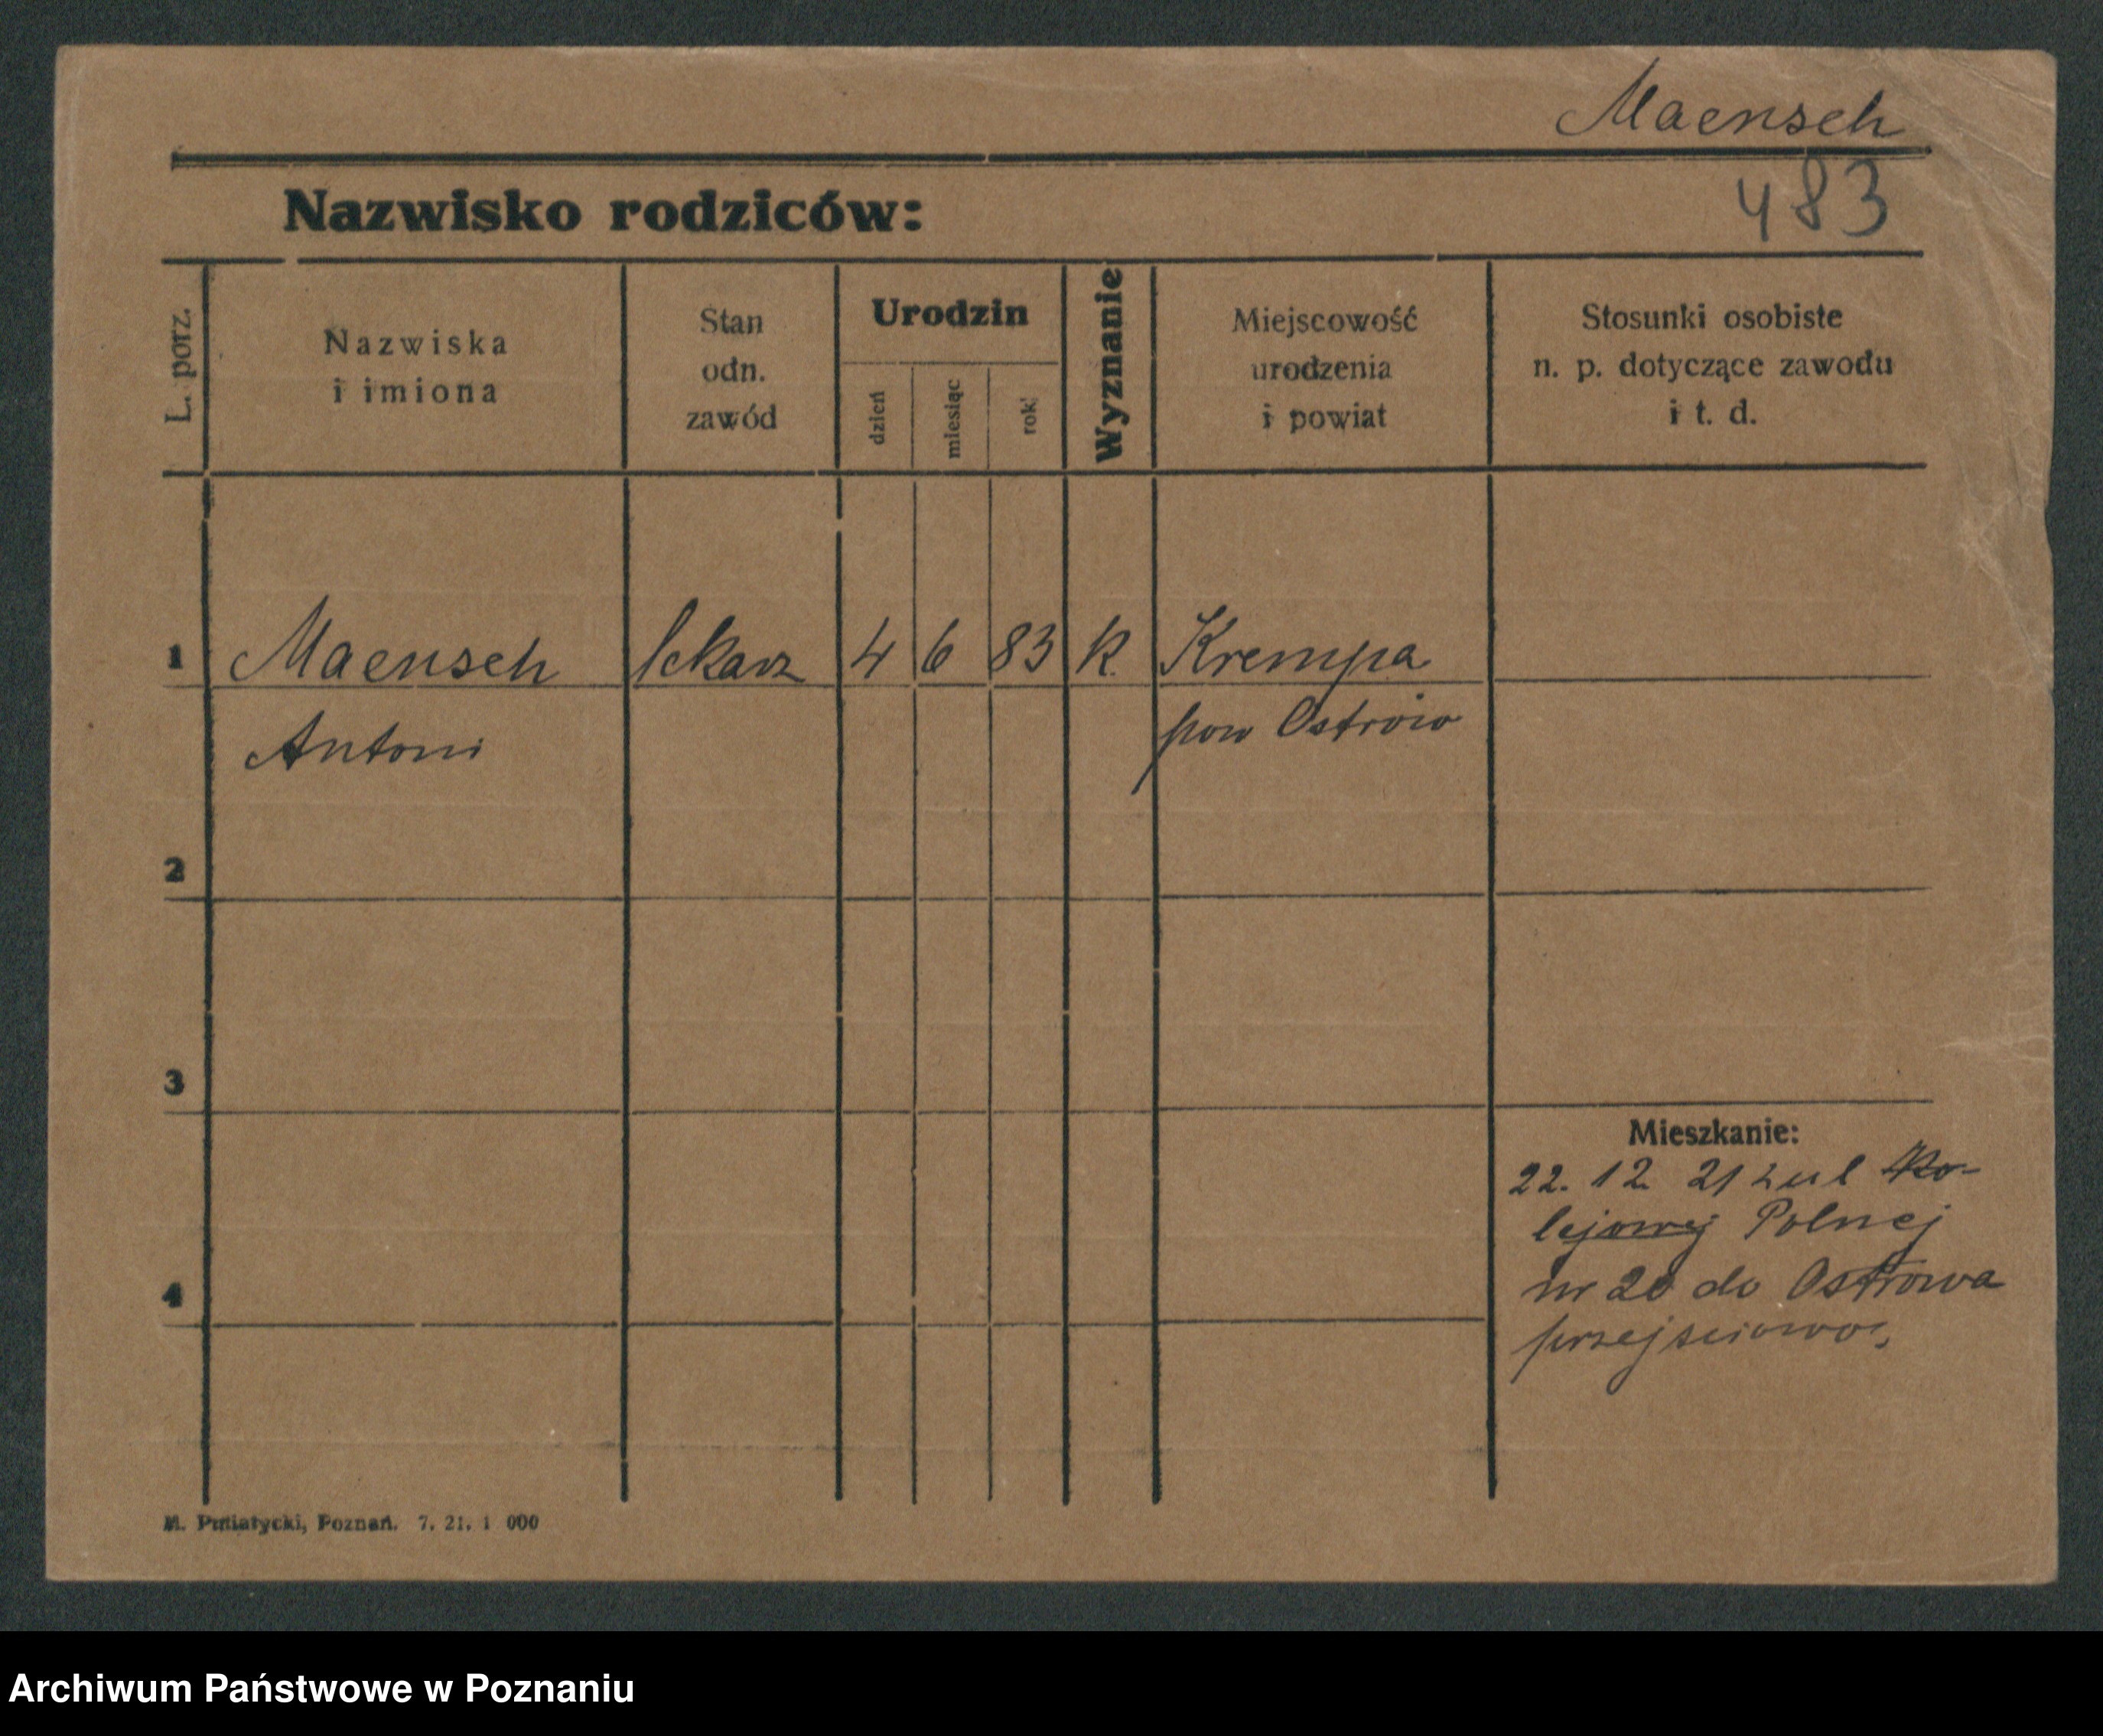 Maensch
483
Nazwisko rodziców:
L. porz.
Nazwiska
i imiona
Stan
odn.
zawód
Urodzin
dzień
miesiąc
rok
Wyznanie
Miejscowość
urodzenia
i powiat
Stosunki osobiste
n. p. dotyczące zawodu
i t. d.
1 Maensch lekarz 4 6 83 k. Krempa
Antoni pow Ostrów
2
3
4
Mieszkanie:
22. 12. 21 z ul Ko-
lejowej Polnej
nr 20 do Ostrowa
przejściowo.
M. Putiatycki, Poznań. 7. 21. 1 000
Archiwum Państwowe w Poznaniu